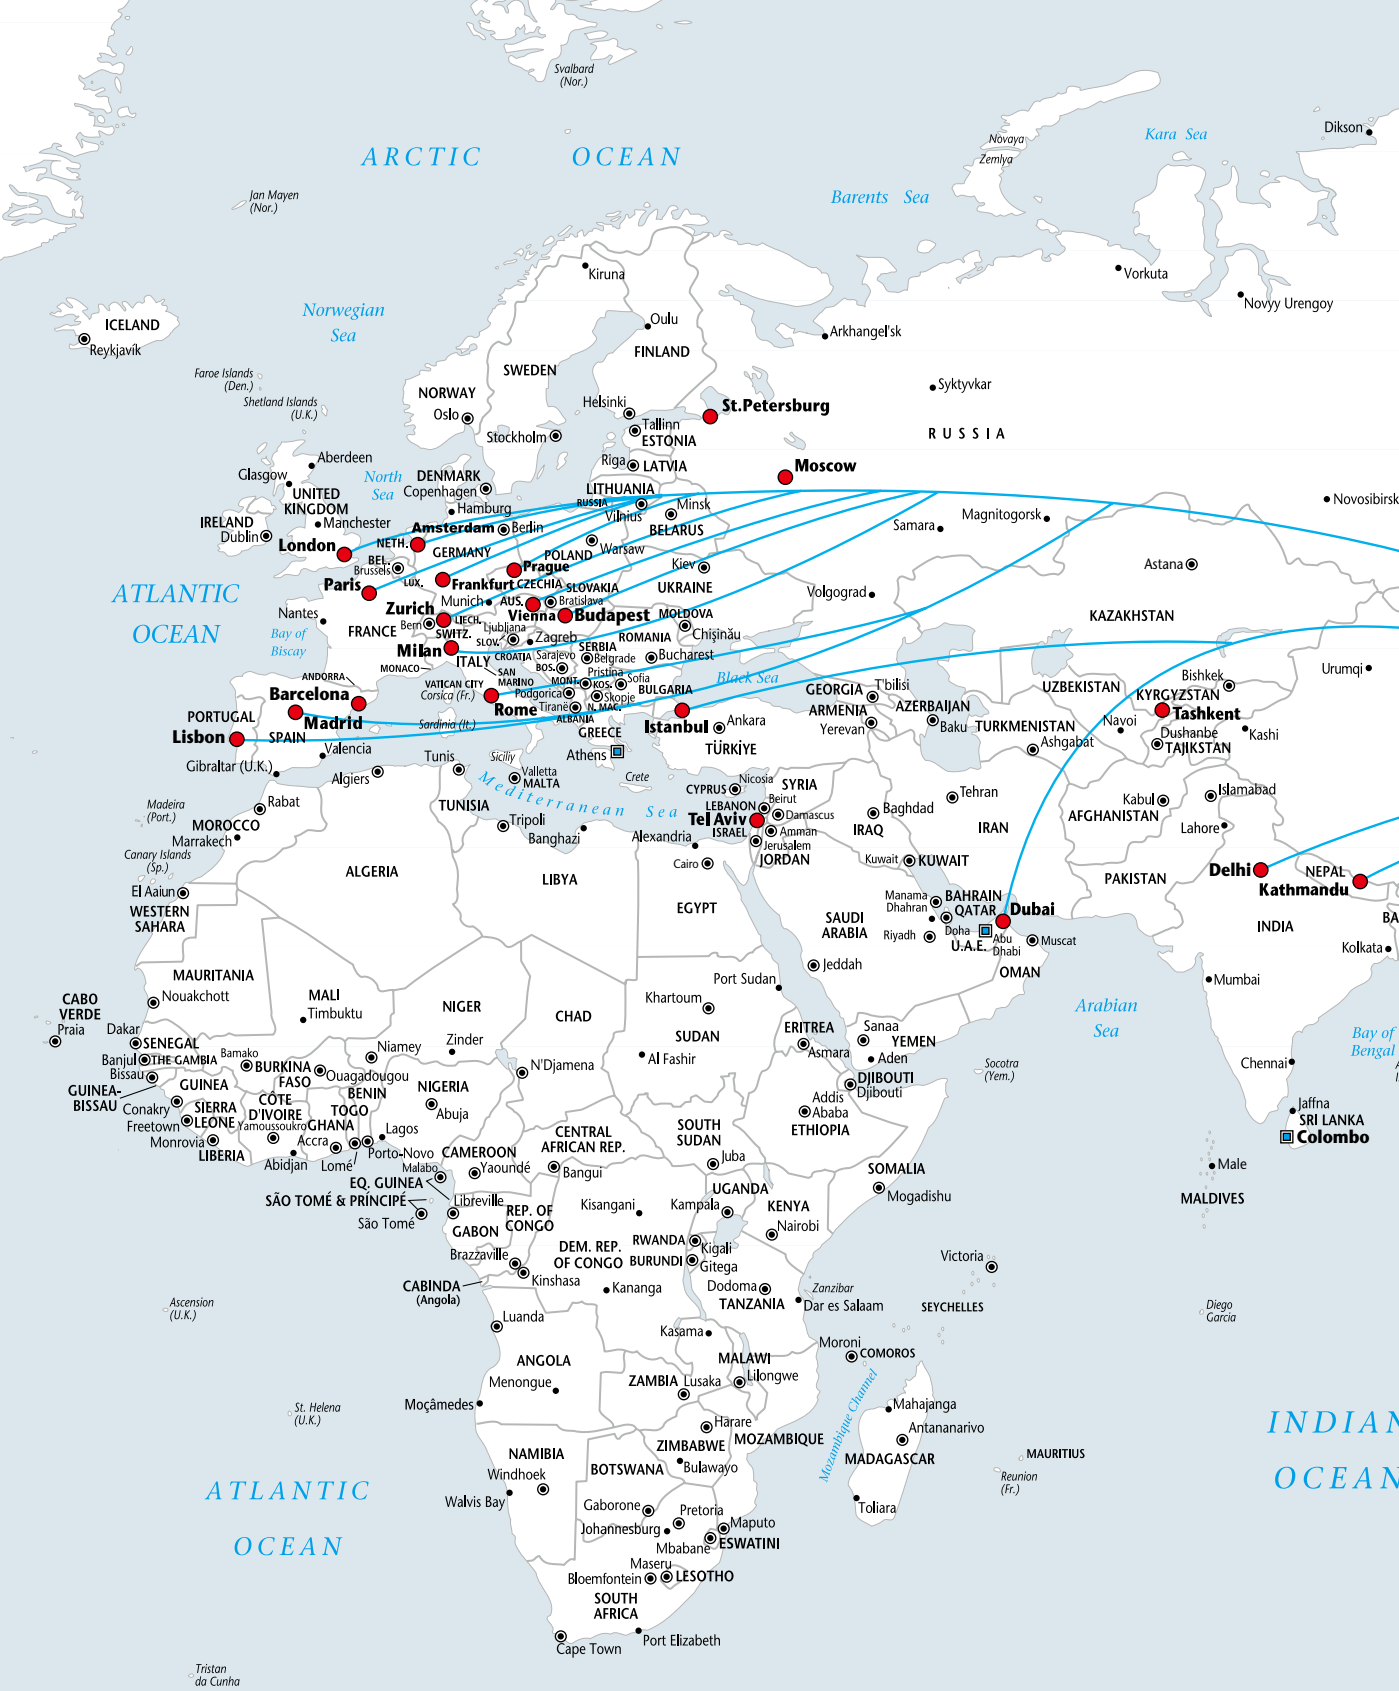 Svalbard
(Nor.)
Dikson
Kara Sea
Novaya
Zemlya
ARCTIC OCEAN
Barents Sea
Jan Mayen
(Nor.)
Kiruna
Vorkuta
Novyy Urengoy
Norwegian
Sea
ICELAND
Reykjavík
Oulu
Arkhangel'sk
FINLAND
Faroe Islands
(Den.)
SWEDEN
Syktyvkar
NORWAY
Shetland Islands
(U.K.)
Oslo
Helsinki
St.Petersburg
Tallinn
ESTONIA
Stockholm
RUSSIA
Aberdeen
Glasgow
North
Sea
DENMARK
Copenhagen
Riga
LATVIA
Moscow
UNITED
KINGDOM
LITHUANIA
RUSSIA
Vilnius
Minsk
BELARUS
Novosibirsk
Magnitogorsk
Samara
IRELAND
Dublin
Manchester
Hamburg
Amsterdam
Berlin
London
NETH.
GERMANY
POLAND
Warsaw
BEL.
Brussels
Kiev
Astana
Prague
Paris
LUX.
Frankfurt
CZECHIA
SLOVAKIA
UKRAINE
Volgograd
ATLANTIC
OCEAN
Nantes
Zurich
Munich
AUS.
Bratislava
Vienna
Budapest
MOLDOVA
Chişinău
KAZAKHSTAN
Bay of
Biscay
FRANCE
Bern
LIECH.
SWITZ.
Ljubljana
SLOV.
Zagreb
ROMANIA
Milan
ITALY
CROATIA
SERBIA
Belgrade
Sarajevo
BOS.
Bucharest
MONACO
SAN
MARINO
Pristina
MONT.
KOS.
Sofia
Black Sea
Urumqi
ANDORRA
VATICAN CITY
Corsica (Fr.)
Podgorica
Skopje
BULGARIA
GEORGIA
T'bilisi
UZBEKISTAN
Bishkek
KYRGYZSTAN
Barcelona
Madrid
Rome
Tiranë
N. MAC.
ALBANIA
Istanbul
Ankara
ARMENIA
Yerevan
AZERBAIJAN
Baku
TURKMENISTAN
Navoi
Tashkent
PORTUGAL
Lisbon
SPAIN
Sardinia (It.)
GREECE
TÜRKIYE
Ashgabat
Dushanbe
TAJIKSTAN
Kashi
Valencia
Gibraltar (U.K.)
Algiers
Tunis
Siciliy
Valletta
MALTA
Athens
Crete
Mediterranean Sea
CYPRUS
Nicosia
SYRIA
LEBANON
Beirut
Damascus
Tehran
Kabul
AFGHANISTAN
Islamabad
Madeira
(Port.)
Rabat
MOROCCO
Marrakech
TUNISIA
Tripoli
Banghazi
Alexandria
Tel Aviv
ISRAEL
Amman
Jerusalem
JORDAN
Baghdad
IRAQ
IRAN
Lahore
Canary Islands
(Sp.)
Cairo
Kuwait
KUWAIT
Delhi
NEPAL
Kathmandu
El Aaiun
WESTERN
SAHARA
ALGERIA
LIBYA
EGYPT
PAKISTAN
Manama
Dhahran
BAHRAIN
QATAR
Dubai
SAUDI
ARABIA
Riyadh
Doha
U.A.E.
Abu
Dhabi
Muscat
INDIA
BA
Kolkata
Jeddah
OMAN
Mumbai
MAURITANIA
Nouakchott
MALI
Timbuktu
NIGER
CHAD
Port Sudan
Khartoum
SUDAN
CABO
VERDE
Praia
Arabian
Sea
Dakar
SENEGAL
Zinder
ERITREA
Asmara
Sanaa
YEMEN
Aden
Bay of
Bengal
Banjul
THE GAMBIA
Bissau
Bamako
Niamey
BURKINA
FASO
Ouagadougou
N'Djamena
Al Fashir
Socotra
(Yem.)
Chennai
GUINEA-
BISSAU
GUINEA
BENIN
NIGERIA
Abuja
DJIBOUTI
Djibouti
Conakry
Freetown
SIERRA
LEONE
CÔTE
D'IVOIRE
Yamoussoukro
TOGO
GHANA
Accra
Lagos
Addis
Ababa
ETHIOPIA
Jaffna
SRI LANKA
Colombo
Monrovia
LIBERIA
Abidjan
Lomé
Porto-Novo
Malabo
CAMEROON
Yaoundé
CENTRAL
AFRICAN REP.
Bangui
SOUTH
SUDAN
Juba
Male
MALDIVES
EQ. GUINEA
SÃO TOMÉ & PRÍNCIPÉ
São Tomé
Libreville
GABON
REP. OF
CONGO
Kisangani
UGANDA
Kampala
KENYA
Nairobi
SOMALIA
Mogadishu
Brazzaville
Kinshasa
DEM. REP.
OF CONGO
RWANDA
Kigali
BURUNDI
Gitega
Victoria
CABINDA
(Angola)
Kananga
Dodoma
TANZANIA
Zanzibar
Dar es Salaam
SEYCHELLES
Ascension
(U.K.)
Diego
Garcia
Luanda
Kasama
Moroni
COMOROS
ANGOLA
Menongue
MALAWI
Lilongwe
ZAMBIA
Lusaka
Moçâmedes
Mozambique Channel
Mahajanga
Antananarivo
MADAGASCAR
St. Helena
(U.K.)
Harare
ZIMBABWE
MOZAMBIQUE
Bulawayo
INDIAN
OCEAN
NAMIBIA
Windhoek
Walvis Bay
BOTSWANA
MAURITIUS
Reunion
(Fr.)
ATLANTIC
OCEAN
Gaborone
Pretoria
Johannesburg
Maputo
Mbabane
ESWATINI
Toliara
Maseru
Bloemfontein
LESOTHO
SOUTH
AFRICA
Cape Town
Port Elizabeth
Tristan
da Cunha